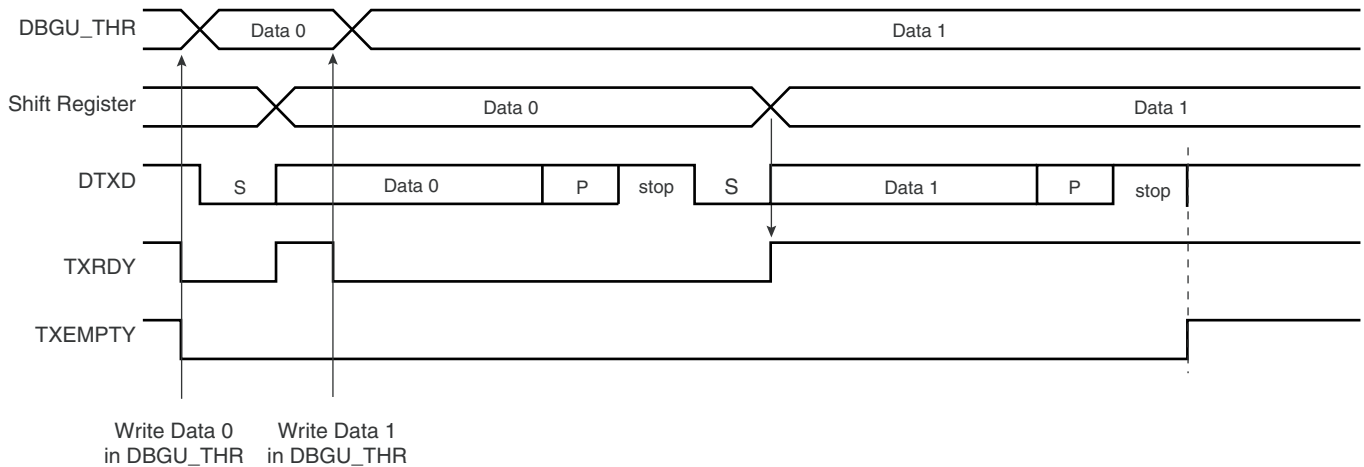 DBGU_THR
Data 0
Data 1
Shift Register
Data 0
Data 1
DTXD
S
Data 0
P
stop
S
Data 1
P
stop
TXRDY
TXEMPTY
Write Data 0
in DBGU_THR
Write Data 1
in DBGU_THR